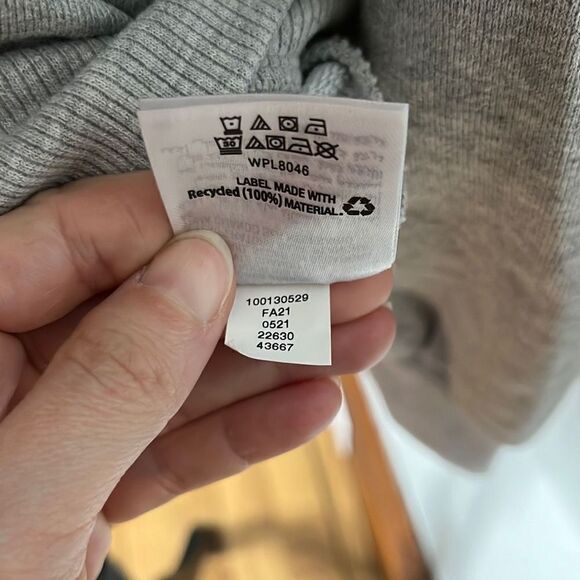 WPL8046
LABEL MADE WITH
Recycled (100%) MATERIAL.
100130529
FA21
0521
22630
43667